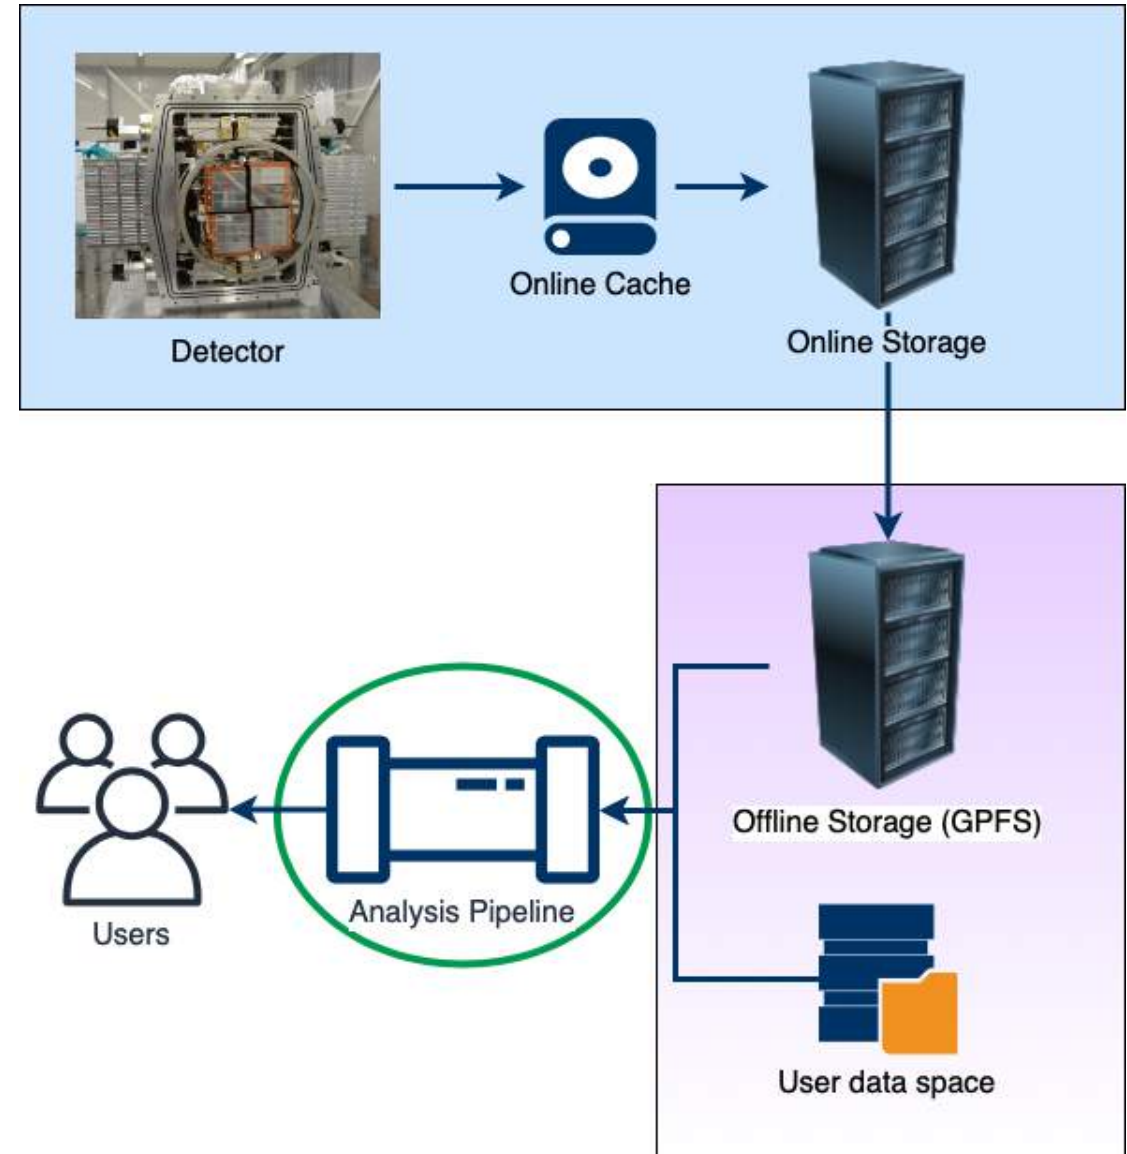 Detector
Online Cache
Online Storage
Offline Storage (GPFS)
Analysis Pipeline
Users
User data space